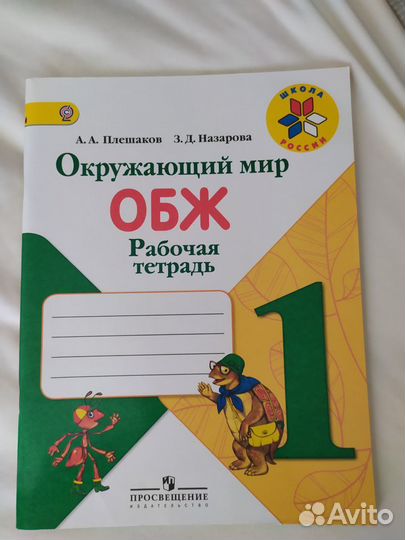 ШКОЛА
РОССИИ
А. А. Плешаков З. Д. Назарова
Окружающий мир
ОБЖ
Рабочая
тетрадь
1
ПРОСВЕЩЕНИЕ
ИЗДАТЕЛЬСТВО
Avito